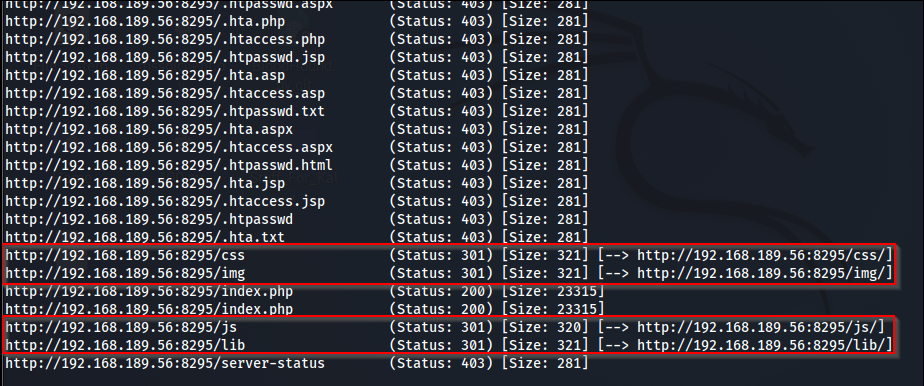 http://192.168.189.56:8295/.htpasswd.aspx (Status: 403) [Size: 281]
http://192.168.189.56:8295/.hta.php (Status: 403) [Size: 281]
http://192.168.189.56:8295/.htaccess.php (Status: 403) [Size: 281]
http://192.168.189.56:8295/.htpasswd.jsp (Status: 403) [Size: 281]
http://192.168.189.56:8295/.hta.asp (Status: 403) [Size: 281]
http://192.168.189.56:8295/.htaccess.asp (Status: 403) [Size: 281]
http://192.168.189.56:8295/.htpasswd.txt (Status: 403) [Size: 281]
http://192.168.189.56:8295/.hta.aspx (Status: 403) [Size: 281]
http://192.168.189.56:8295/.htaccess.aspx (Status: 403) [Size: 281]
http://192.168.189.56:8295/.htpasswd.html (Status: 403) [Size: 281]
http://192.168.189.56:8295/.hta.jsp (Status: 403) [Size: 281]
http://192.168.189.56:8295/.htaccess.jsp (Status: 403) [Size: 281]
http://192.168.189.56:8295/.htpasswd (Status: 403) [Size: 281]
http://192.168.189.56:8295/.hta.txt (Status: 403) [Size: 281]
http://192.168.189.56:8295/css (Status: 301) [Size: 321] [--> http://192.168.189.56:8295/css/]
http://192.168.189.56:8295/img (Status: 301) [Size: 321] [--> http://192.168.189.56:8295/img/]
http://192.168.189.56:8295/index.php (Status: 200) [Size: 23315]
http://192.168.189.56:8295/index.php (Status: 200) [Size: 23315]
http://192.168.189.56:8295/js (Status: 301) [Size: 320] [--> http://192.168.189.56:8295/js/]
http://192.168.189.56:8295/lib (Status: 301) [Size: 321] [--> http://192.168.189.56:8295/lib/]
http://192.168.189.56:8295/server-status (Status: 403) [Size: 281]